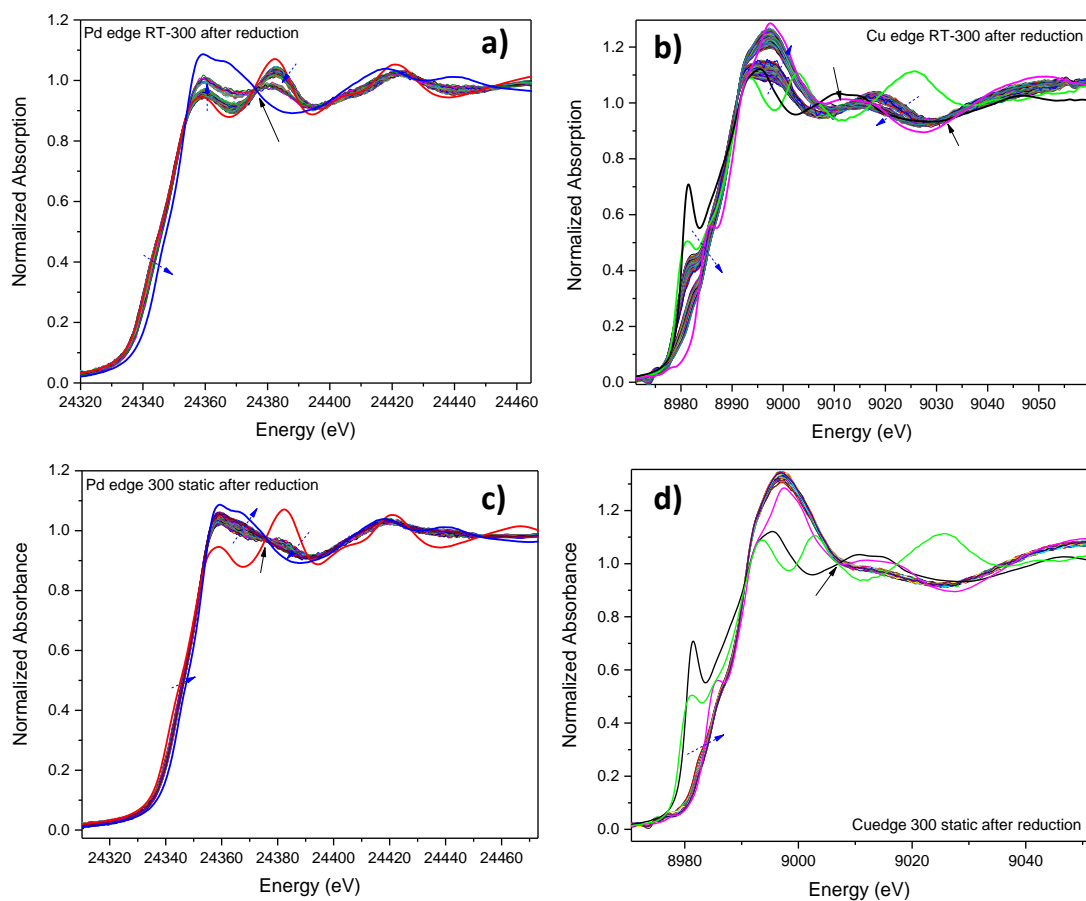 Pd edge RT-300 after reduction
a)
Normalized Absorption
1.2
1.0
0.8
0.6
0.4
0.2
0.0
24320 24340 24360 24380 24400 24420 24440 24460
Energy (eV)
Cu edge RT-300 after reduction
b)
Normalized Absorption
1.2
1.0
0.8
0.6
0.4
0.2
0.0
8980 8990 9000 9010 9020 9030 9040 9050
Energy (eV)
Pd edge 300 static after reduction
c)
Normalized Absorbance
1.2
1.0
0.8
0.6
0.4
0.2
0.0
24320 24340 24360 24380 24400 24420 24440 24460
Energy (eV)
d)
Normalized Absorbance
1.2
1.0
0.8
0.6
0.4
0.2
0.0
Cuedge 300 static after reduction
8980 9000 9020 9040
Energy (eV)